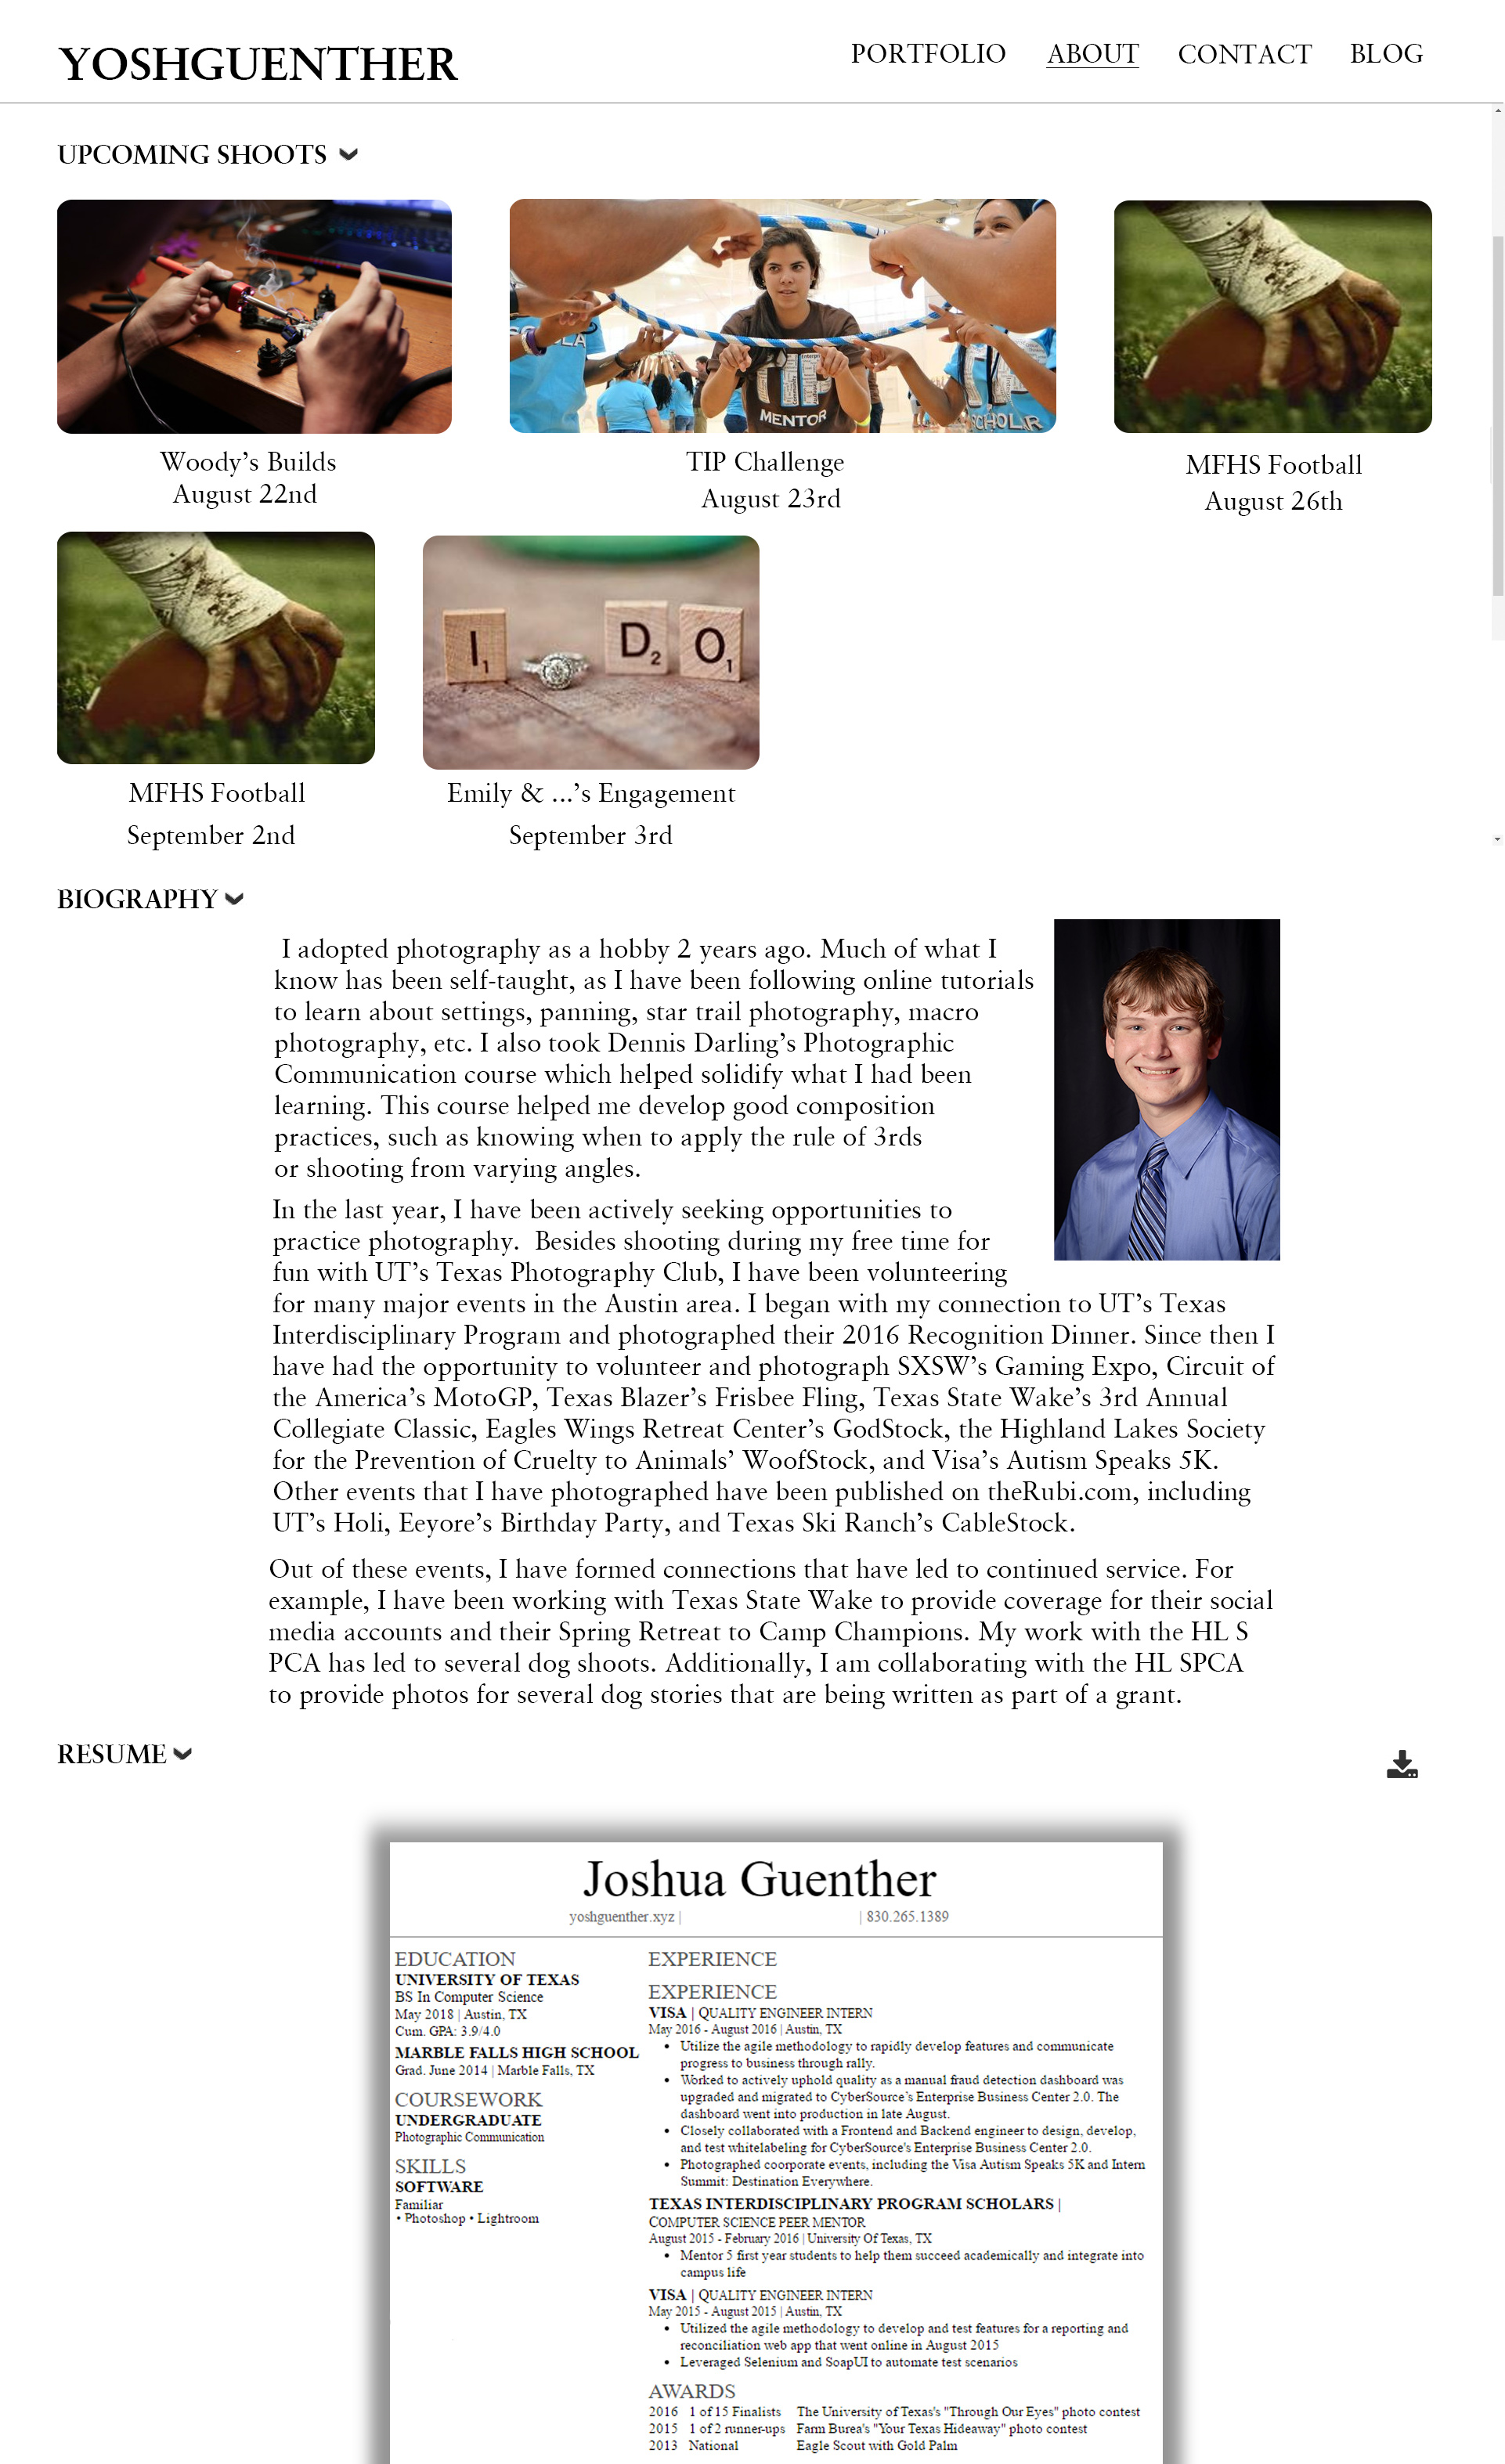 YOSHGUENTHER
PORTFOLIO ABOUT CONTACT BLOG
UPCOMING SHOOTS
MENTOR
SCHOLR
Woody's Builds
August 22nd
TIP Challenge
August 23rd
MFHS Football
August 26th
I1 D2 O1
MFHS Football
September 2nd
Emily & ...'s Engagement
September 3rd
BIOGRAPHY
I adopted photography as a hobby 2 years ago. Much of what I
know has been self-taught, as I have been following online tutorials
to learn about settings, panning, star trail photography, macro
photography, etc. I also took Dennis Darling's Photographic
Communication course which helped solidify what I had been
learning. This course helped me develop good composition
practices, such as knowing when to apply the rule of 3rds
or shooting from varying angles.
In the last year, I have been actively seeking opportunities to
practice photography.  Besides shooting during my free time for
fun with UT's Texas Photography Club, I have been volunteering
for many major events in the Austin area. I began with my connection to UT's Texas
Interdisciplinary Program and photographed their 2016 Recognition Dinner. Since then I
have had the opportunity to volunteer and photograph SXSW's Gaming Expo, Circuit of
the America's MotoGP, Texas Blazer's Frisbee Fling, Texas State Wake's 3rd Annual
Collegiate Classic, Eagles Wings Retreat Center's GodStock, the Highland Lakes Society
for the Prevention of Cruelty to Animals' WoofStock, and Visa's Autism Speaks 5K.
Other events that I have photographed have been published on theRubi.com, including
UT's Holi, Eeyore's Birthday Party, and Texas Ski Ranch's CableStock.
Out of these events, I have formed connections that have led to continued service. For
example, I have been working with Texas State Wake to provide coverage for their social
media accounts and their Spring Retreat to Camp Champions. My work with the HL S
PCA has led to several dog shoots. Additionally, I am collaborating with the HL SPCA
to provide photos for several dog stories that are being written as part of a grant.
RESUME
Joshua Guenther
yoshguenther.xyz | | 830.265.1389
EDUCATION
UNIVERSITY OF TEXAS
BS In Computer Science
May 2018 | Austin, TX
Cum. GPA: 3.9/4.0
MARBLE FALLS HIGH SCHOOL
Grad. June 2014 | Marble Falls, TX
COURSEWORK
UNDERGRADUATE
Photographic Communication
SKILLS
SOFTWARE
Familiar
• Photoshop • Lightroom
EXPERIENCE
EXPERIENCE
VISA | QUALITY ENGINEER INTERN
May 2016 - August 2016 | Austin, TX
• Utilize the agile methodology to rapidly develop features and communicate
progress to business through rally.
• Worked to actively uphold quality as a manual fraud detection dashboard was
upgraded and migrated to CyberSource's Enterprise Business Center 2.0. The
dashboard went into production in late August.
• Closely collaborated with a Frontend and Backend engineer to design, develop,
and test whitelabeling for CyberSource's Enterprise Business Center 2.0.
• Photographed coorporate events, including the Visa Autism Speaks 5K and Intern
Summit: Destination Everywhere.
TEXAS INTERDISCIPLINARY PROGRAM SCHOLARS |
COMPUTER SCIENCE PEER MENTOR
August 2015 - February 2016 | University Of Texas, TX
• Mentor 5 first year students to help them succeed academically and integrate into
campus life
VISA | QUALITY ENGINEER INTERN
May 2015 - August 2015 | Austin, TX
• Utilized the agile methodology to develop and test features for a reporting and
reconciliation web app that went online in August 2015
• Leveraged Selenium and SoapUI to automate test scenarios
AWARDS
2016 1 of 15 Finalists The University of Texas's "Through Our Eyes" photo contest
2015 1 of 2 runner-ups Farm Burea's "Your Texas Hideaway" photo contest
2013 National Eagle Scout with Gold Palm